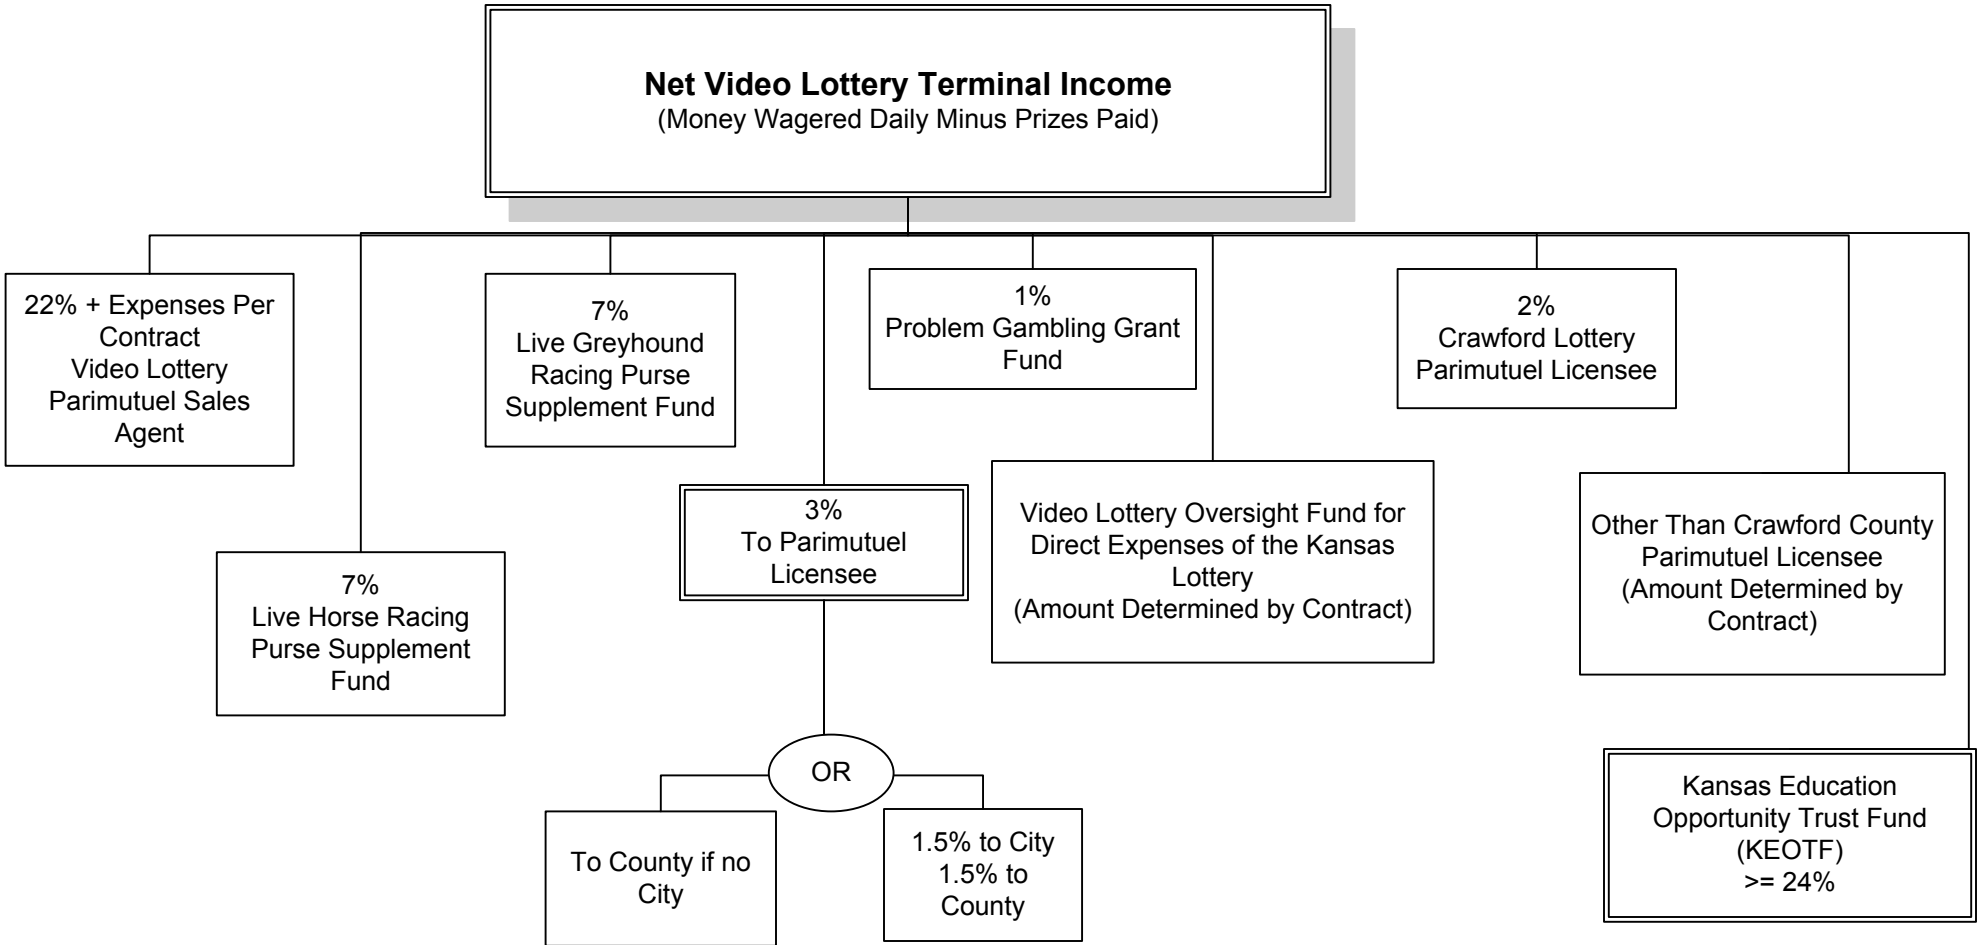 Net Video Lottery Terminal Income
(Money Wagered Daily Minus Prizes Paid)
22% + Expenses Per
Contract
Video Lottery
Parimutuel Sales
Agent
7%
Live Greyhound
Racing Purse
Supplement Fund
1%
Problem Gambling Grant
Fund
2%
Crawford Lottery
Parimutuel Licensee
7%
Live Horse Racing
Purse Supplement
Fund
3%
To Parimutuel
Licensee
Video Lottery Oversight Fund for
Direct Expenses of the Kansas
Lottery
(Amount Determined by Contract)
Other Than Crawford County
Parimutuel Licensee
(Amount Determined by
Contract)
OR
To County if no
City
1.5% to City
1.5% to
County
Kansas Education
Opportunity Trust Fund
(KEOTF)
>= 24%